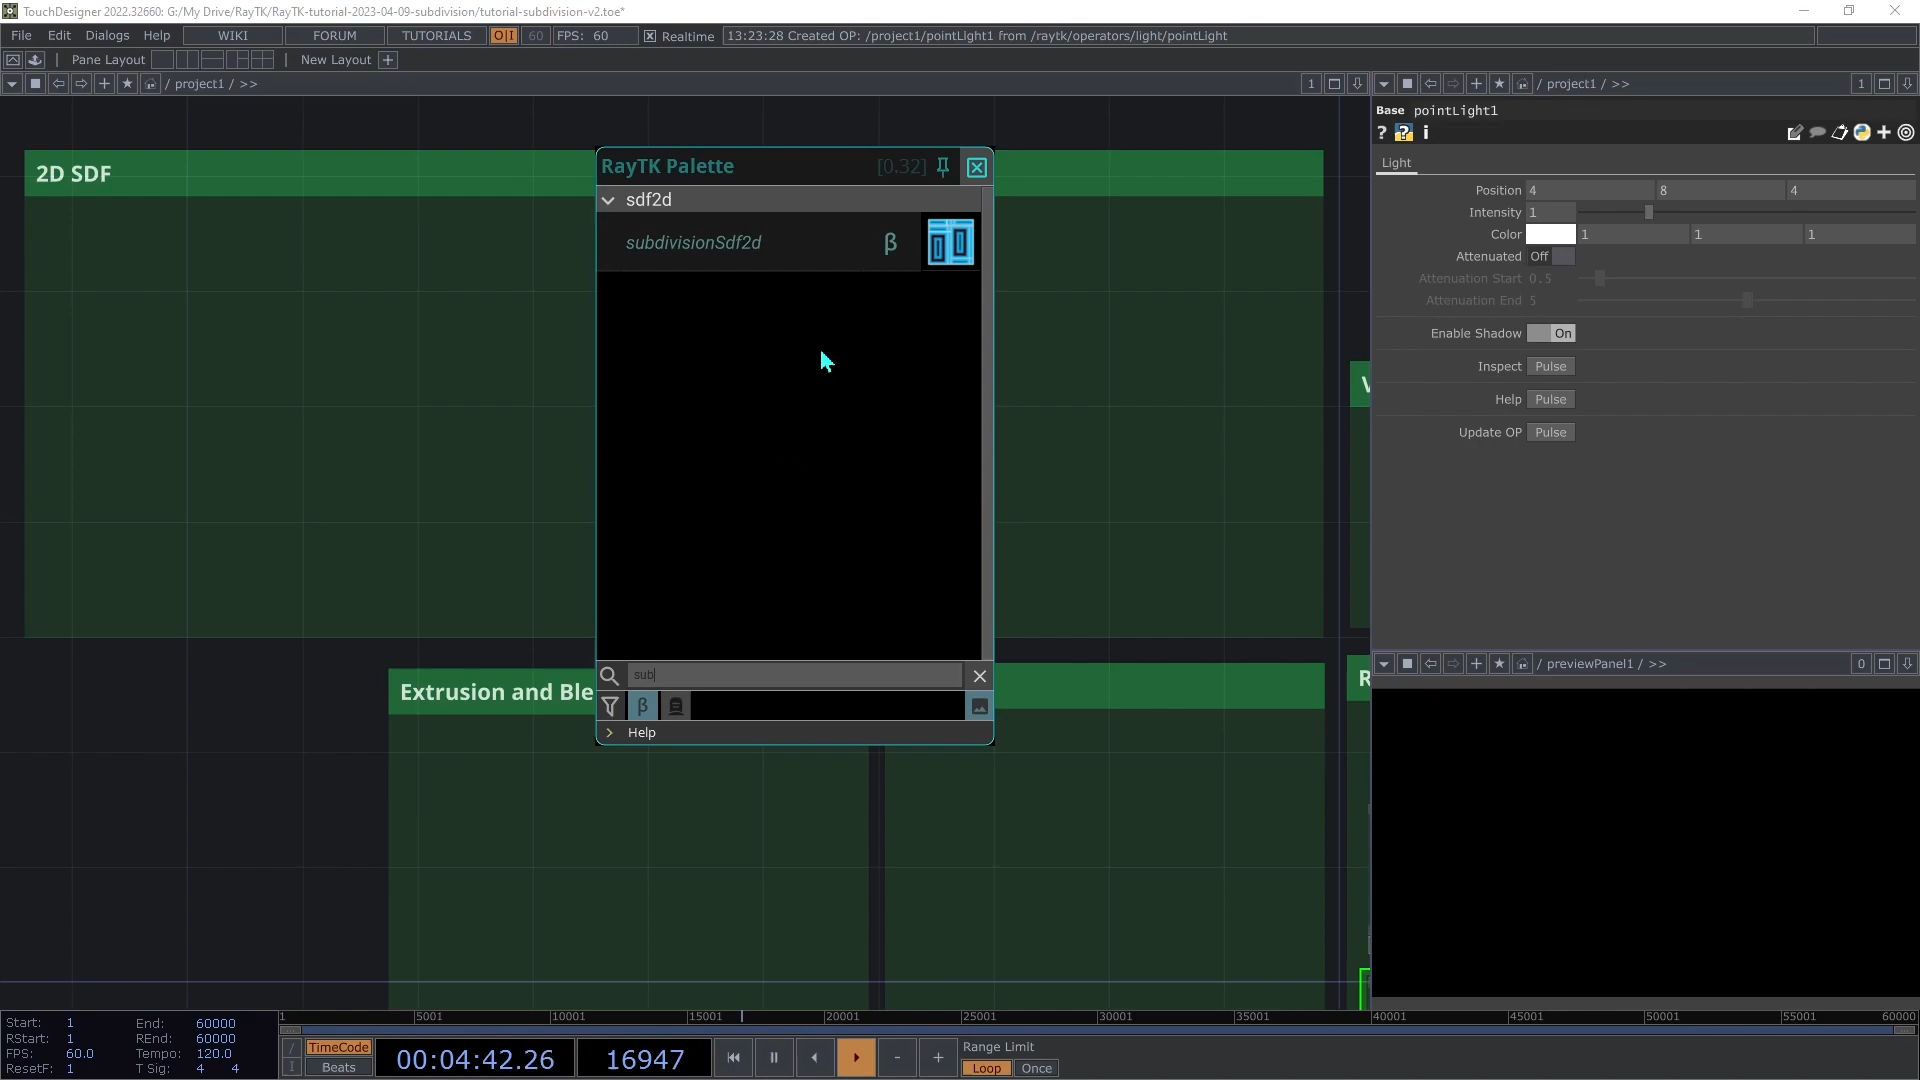 TouchDesigner 2022.32660: G:/My Drive/RayTK/RayTK-tutorial-2023-04-09-subdivision/tutorial-subdivision-v2.toe*
File Edit Dialogs Help WIKI FORUM TUTORIALS O|I 60 FPS: 60 Realtime 13:23:28 Created OP: /project1/pointLight1 from /raytk/operators/light/pointLight
Pane Layout New Layout
/ project1 / >> 1
/ project1 / >> 1
Base pointLight1
? ? i
Light
Position 4 8 4
Intensity 1
Color 1 1 1
Attenuated Off
Attenuation Start 0.5
Attenuation End 5
Enable Shadow On
Inspect Pulse
Help Pulse
Update OP Pulse
/ previewPanel1 / >> 0
2D SDF
RayTK Palette [0.32]
sdf2d
subdivisionSdf2d β
sub
β
Help
Extrusion and Ble
V
R
1 5001 10001 15001 20001 25001 30001 35001 40001 45001 50001 55001 60000
Start: 1 End: 60000
RStart: 1 REnd: 60000
FPS: 60.0 Tempo: 120.0
ResetF: 1 T Sig: 4 4
/ TimeCode
I Beats
00:04:42.26 16947
- +
Range Limit
Loop Once